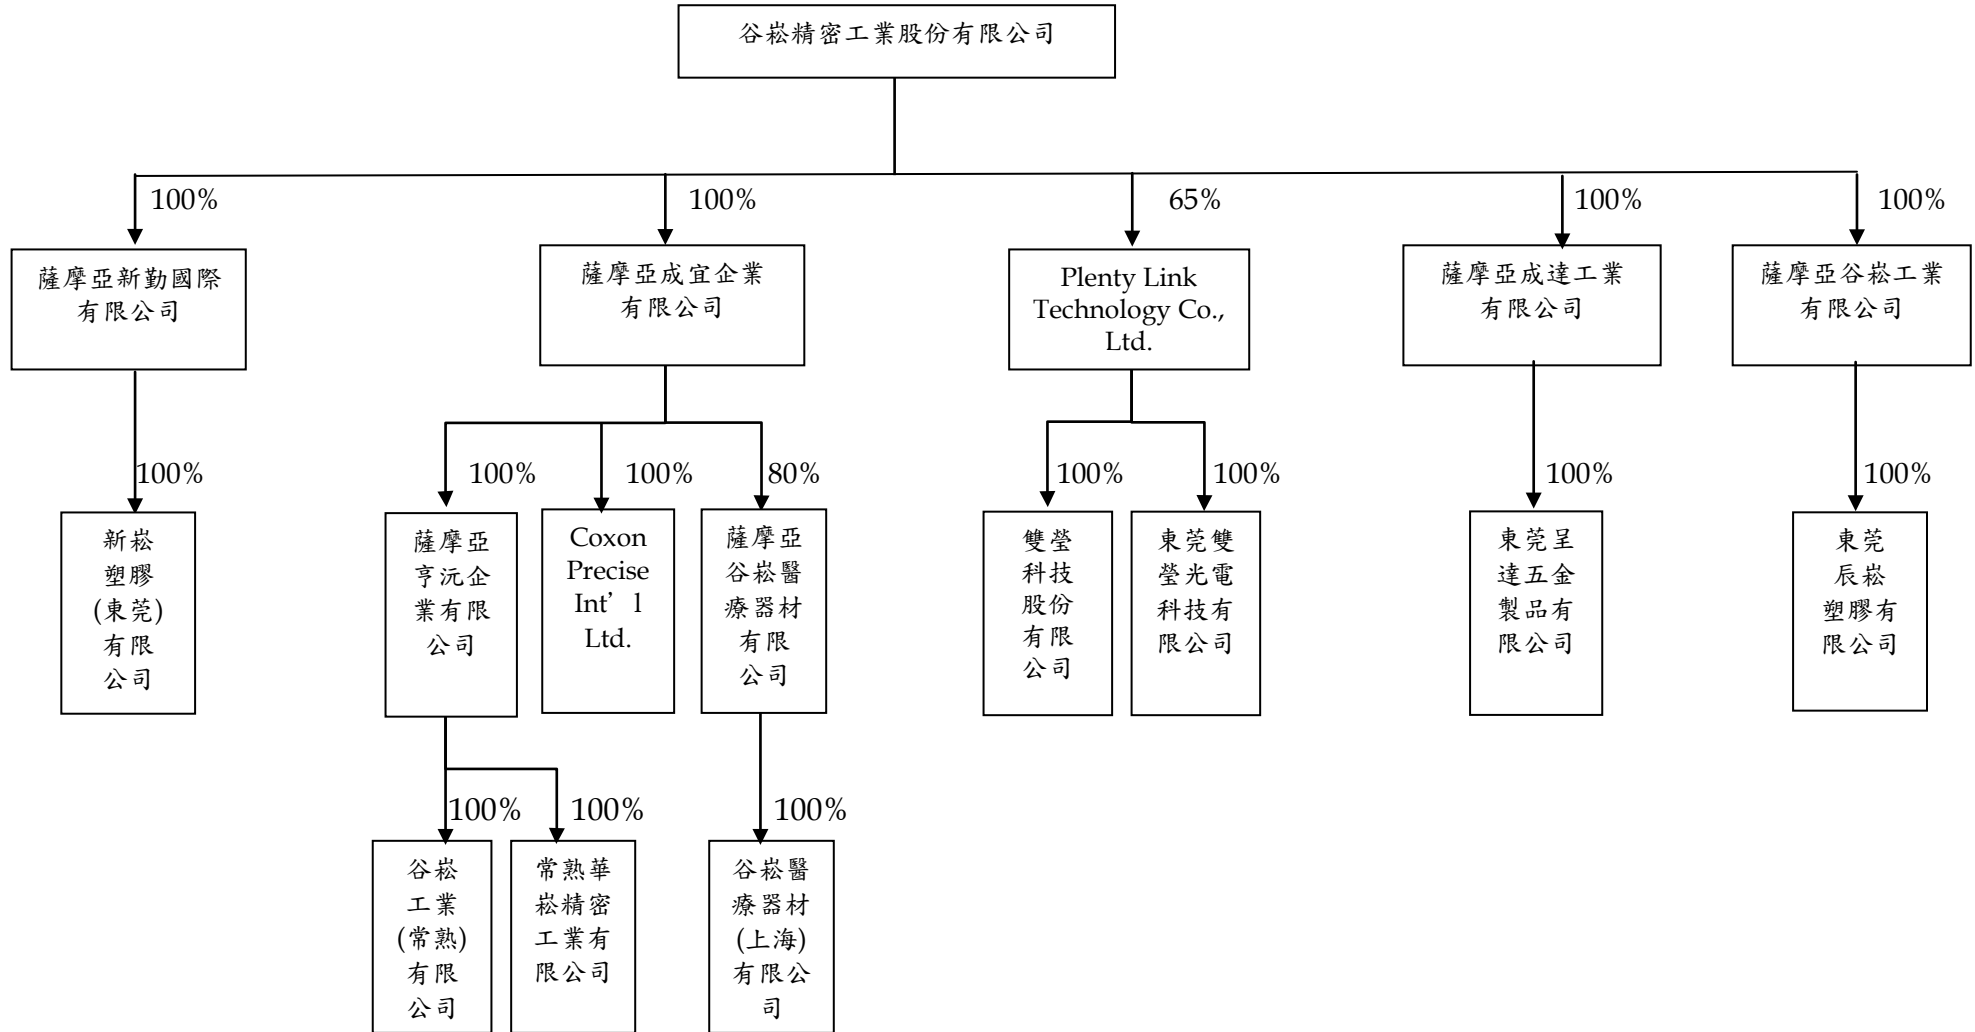 谷崧精密工業股份有限公司
100%
100%
65%
100%
100%
薩摩亞新勤國際
有限公司
薩摩亞成宜企業
有限公司
Plenty Link
Technology Co.,
Ltd.
薩摩亞成達工業
有限公司
薩摩亞谷崧工業
有限公司
100%
100%
100%
80%
100%
100%
100%
100%
新崧
塑膠
(東莞)
有限
公司
薩摩亞
亨沅企
業有限
公司
Coxon
Precise
Int’l
Ltd.
薩摩亞
谷崧醫
療器材
有限
公司
雙瑩
科技
股份
有限
公司
東莞雙
瑩光電
科技有
限公司
東莞呈
達五金
製品有
限公司
東莞
辰崧
塑膠有
限公司
100%
100%
100%
谷崧
工業
(常熟)
有限
公司
常熟華
崧精密
工業有
限公司
谷崧醫
療器材
(上海)
有限公
司